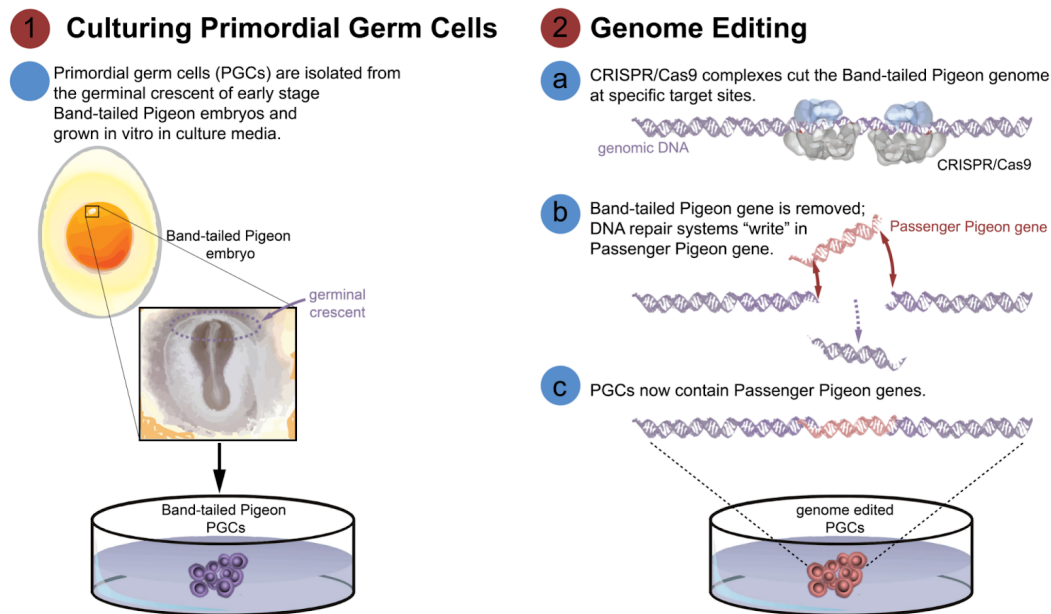 1 Culturing Primordial Germ Cells
Primordial germ cells (PGCs) are isolated from
the germinal crescent of early stage
Band-tailed Pigeon embryos and
grown in vitro in culture media.
Band-tailed Pigeon
embryo
germinal
crescent
Band-tailed Pigeon
PGCs
2 Genome Editing
a
CRISPR/Cas9 complexes cut the Band-tailed Pigeon genome
at specific target sites.
genomic DNA
CRISPR/Cas9
b
Band-tailed Pigeon gene is removed;
DNA repair systems “write” in
Passenger Pigeon gene.
Passenger Pigeon gene
c
PGCs now contain Passenger Pigeon genes.
genome edited
PGCs